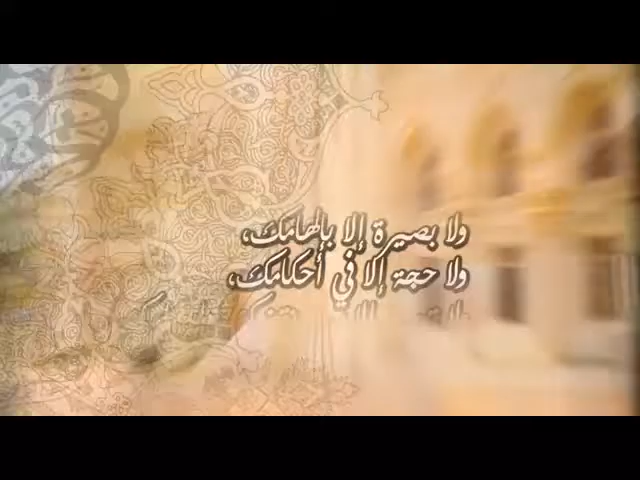 ولا بصيرة إلا بإلهامك،
ولا حجة إلا في أحكامك،